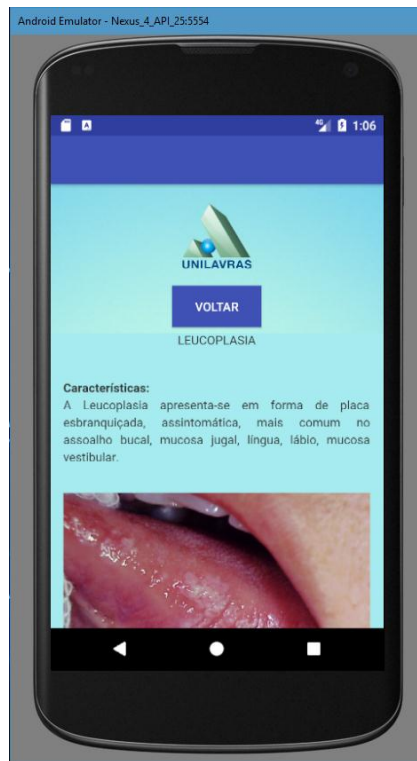 Android Emulator - Nexus_4_API_25:5554
4G 1:06
UNILAVRAS
VOLTAR
LEUCOPLASIA
Características:
A Leucoplasia apresenta-se em forma de placa
esbranquiçada, assintomática, mais comum no
assoalho bucal, mucosa jugal, língua, lábio, mucosa
vestibular.